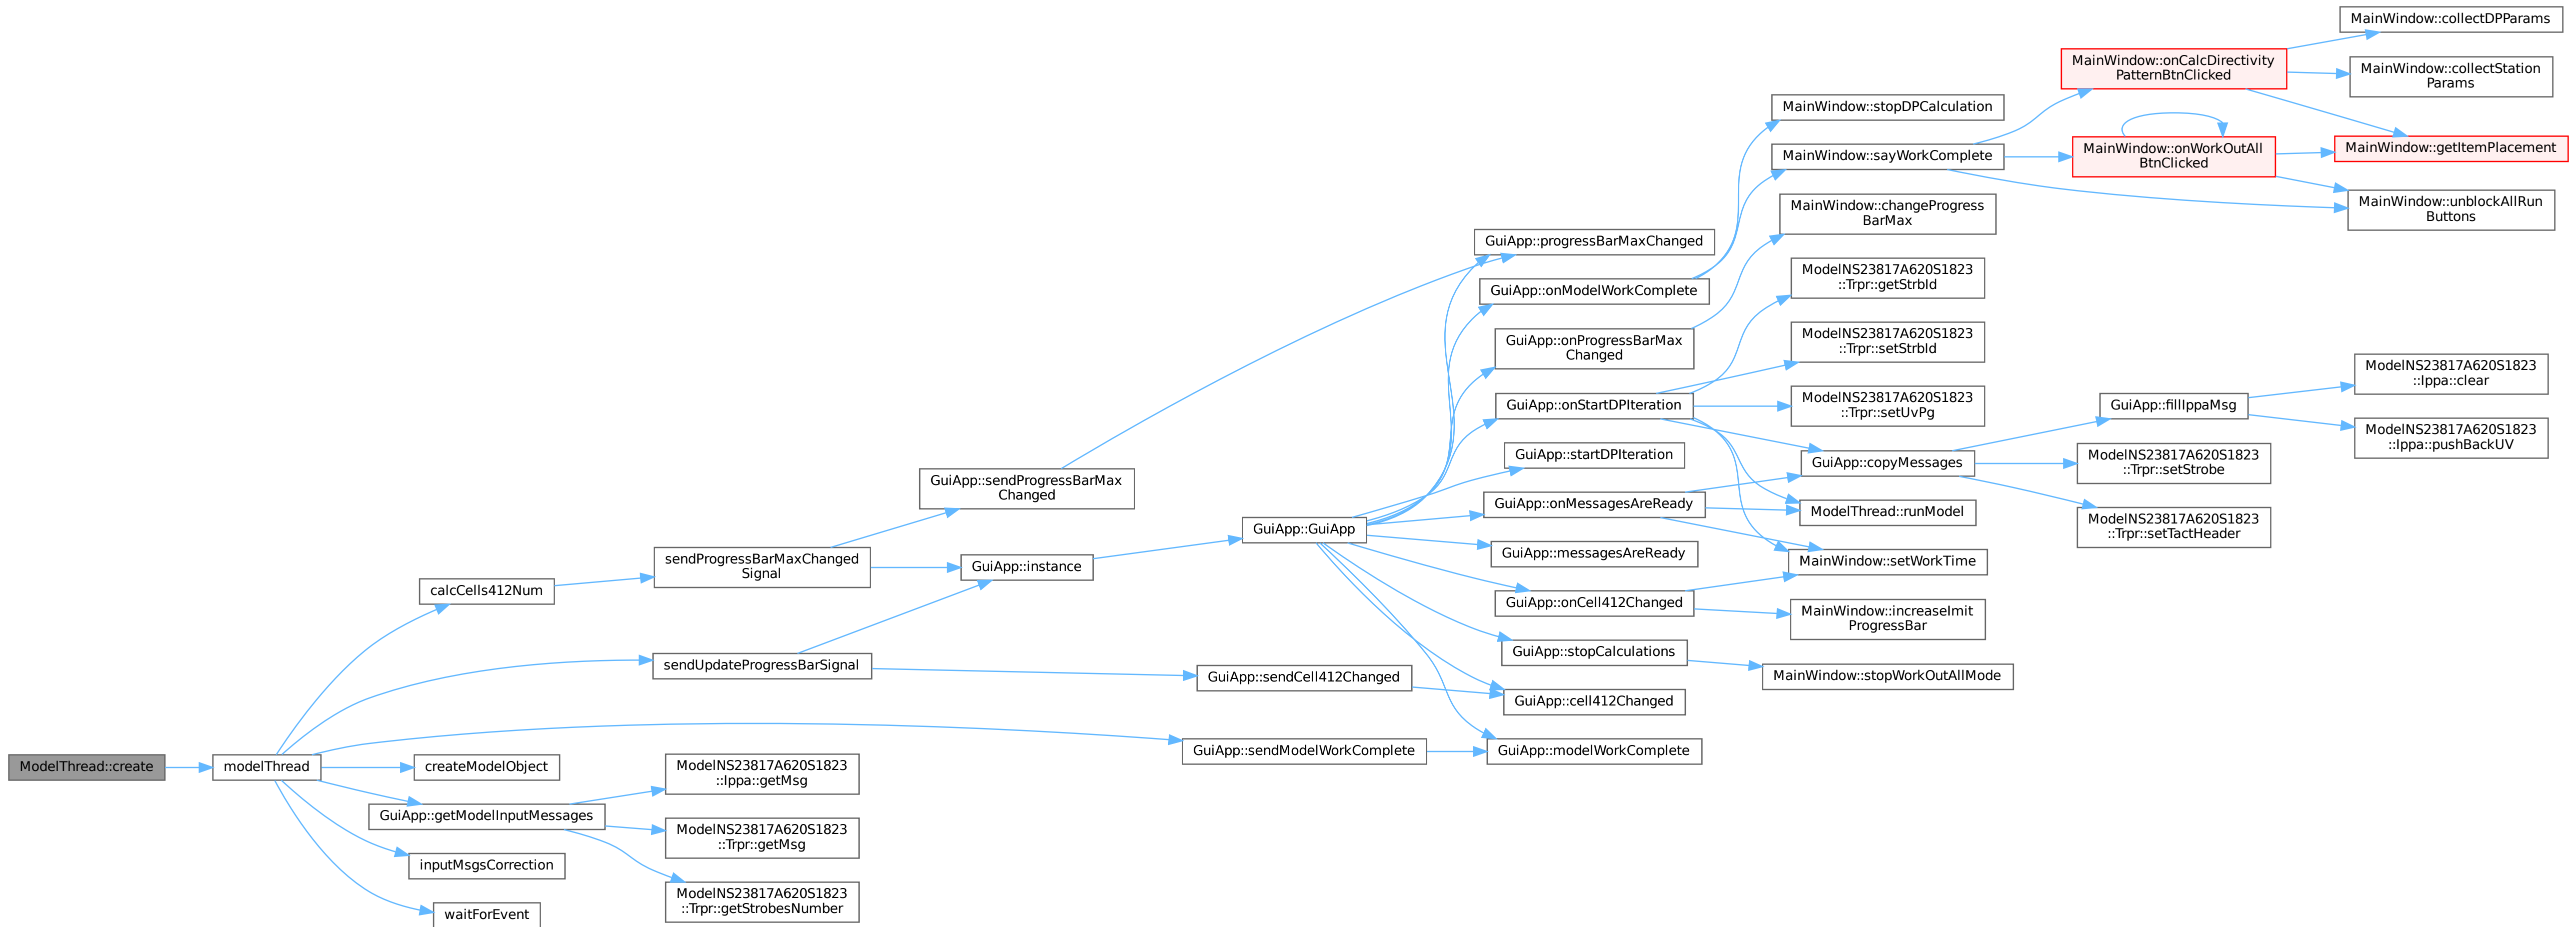 ModelThread::create
modelThread
calcCells412Num
sendUpdateProgressBarSignal
GuiApp::sendModelWorkComplete
createModelObject
GuiApp::getModelInputMessages
inputMsgsCorrection
waitForEvent
sendProgressBarMaxChanged
Signal
GuiApp::sendProgressBarMax
Changed
GuiApp::instance
GuiApp::sendCell412Changed
ModelNS23817A620S1823
::Ippa::getMsg
ModelNS23817A620S1823
::Trpr::getMsg
ModelNS23817A620S1823
::Trpr::getStrobesNumber
GuiApp::GuiApp
GuiApp::progressBarMaxChanged
GuiApp::onModelWorkComplete
GuiApp::onProgressBarMax
Changed
GuiApp::onStartDPIteration
GuiApp::startDPIteration
GuiApp::onMessagesAreReady
GuiApp::messagesAreReady
GuiApp::onCell412Changed
GuiApp::stopCalculations
GuiApp::cell412Changed
GuiApp::modelWorkComplete
MainWindow::stopDPCalculation
MainWindow::sayWorkComplete
MainWindow::changeProgress
BarMax
ModelNS23817A620S1823
::Trpr::getStrbId
ModelNS23817A620S1823
::Trpr::setStrbId
ModelNS23817A620S1823
::Trpr::setUvPg
GuiApp::copyMessages
ModelThread::runModel
MainWindow::setWorkTime
MainWindow::increaseImit
ProgressBar
MainWindow::stopWorkOutAllMode
MainWindow::onCalcDirectivity
PatternBtnClicked
MainWindow::onWorkOutAll
BtnClicked
GuiApp::fillIppaMsg
ModelNS23817A620S1823
::Trpr::setStrobe
ModelNS23817A620S1823
::Trpr::setTactHeader
MainWindow::collectDPParams
MainWindow::collectStation
Params
MainWindow::getItemPlacement
MainWindow::unblockAllRun
Buttons
ModelNS23817A620S1823
::Ippa::clear
ModelNS23817A620S1823
::Ippa::pushBackUV